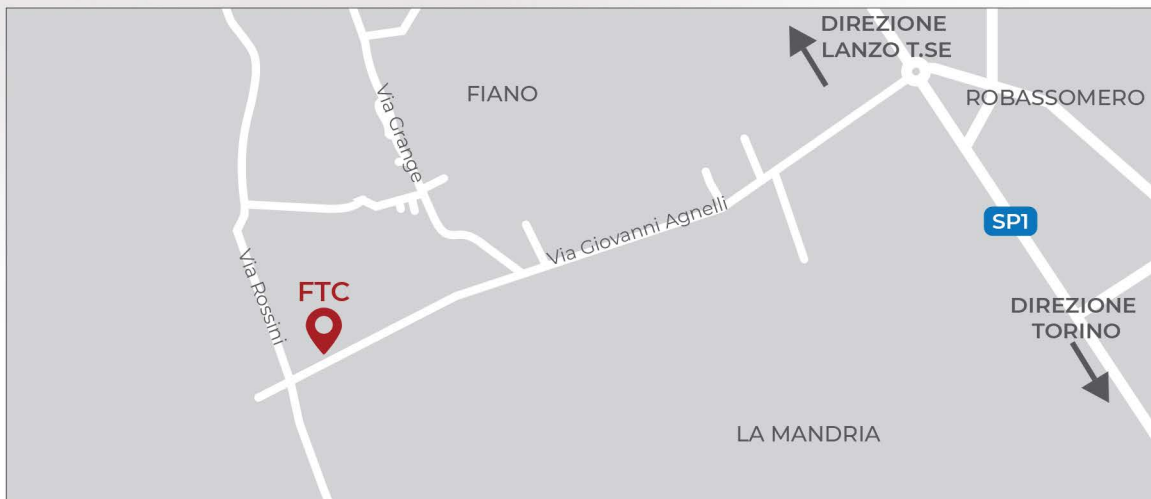 DIREZIONE
LANZO T.SE
FIANO
ROBASSOMERO
Via Grange
Via Giovanni Agnelli
SP1
Via Rossini
FTC
DIREZIONE
TORINO
LA MANDRIA